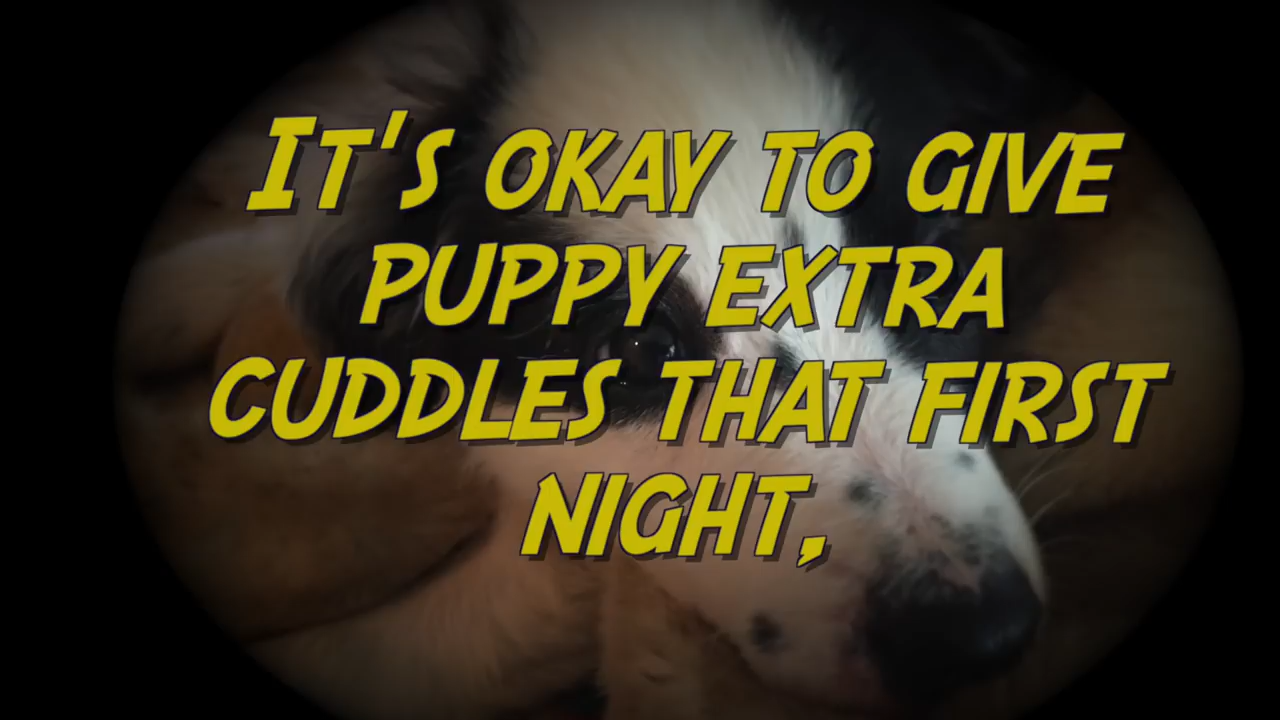 It's okay to give
puppy extra
cuddles that first
night,